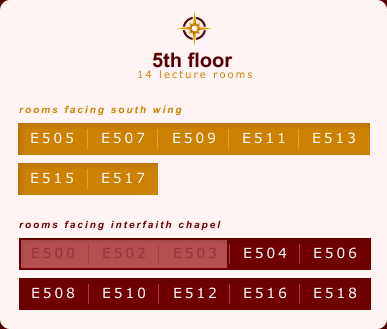 5th floor
14 lecture rooms
rooms facing south wing
E505 E507 E509 E511 E513
E515 E517
rooms facing interfaith chapel
E500 E502 E503 E504 E506
E508 E510 E512 E516 E518